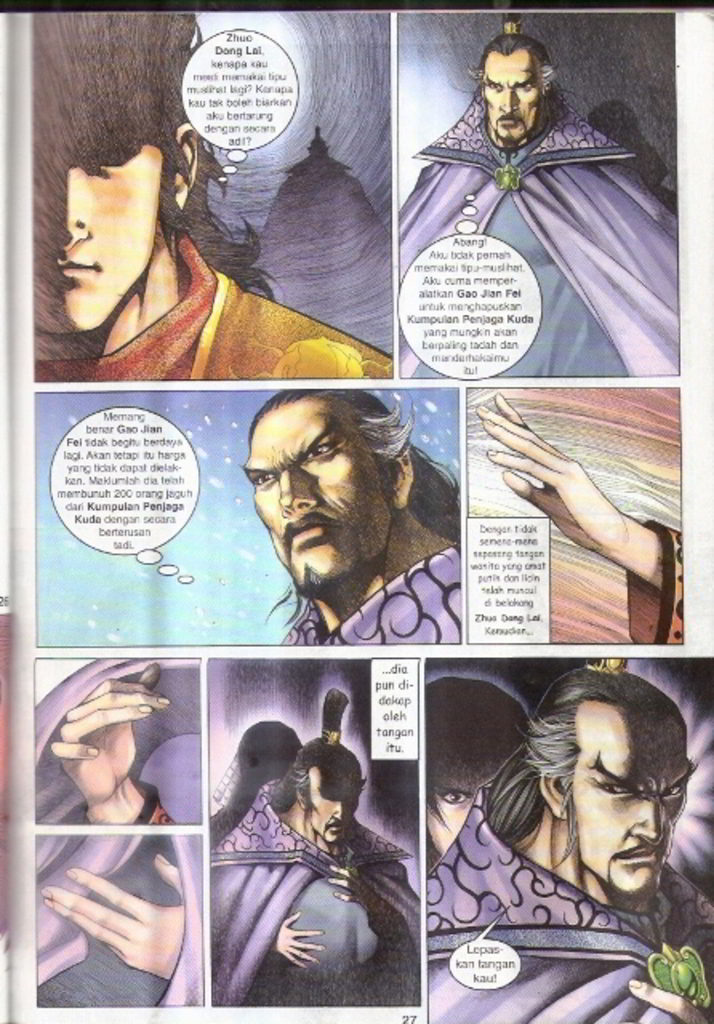 Zhuo
Dong Lai,
kenapa kau
mesti memakai tipu
muslihat lagi? Kenapa
kau tak boleh biarkan
aku bertarung
dengan secara
adil?
Abang!
Aku tidak pernah
memakai tipu-muslihat.
Aku cuma memper-
alatkan Gao Jian Fei
untuk menghapuskan
Kumpulan Penjaga Kuda
yang mungkin akan
berpaling tadah dan
menderhakaimu
itu!
Memang
benar Gao Jian
Fei tidak begitu berdaya
lagi. Akan tetapi itu harga
yang tidak dapat dielak-
kan. Maklumlah dia telah
membunuh 200 orang jaguh
dari Kumpulan Penjaga
Kuda dengan secara
berterusan
tadi.
Dengan tidak
semena-mena
sepasang tangan
wanita yang amat
putih dan licin
telah muncul
di belakang
Zhuo Dong Lai.
Kemudian...
26
...dia
pun di-
dakap
oleh
tangan
itu.
Lepas-
kan tangan
kau!
27